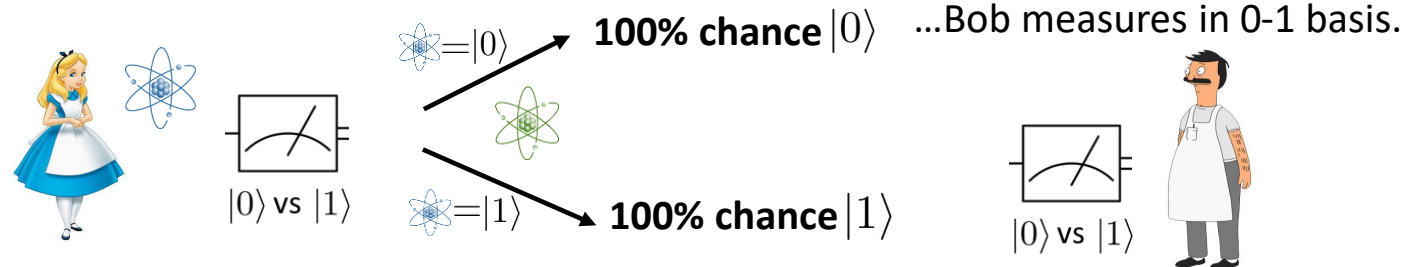 …Bob measures in 0-1 basis.
=|0⟩
100% chance |0⟩
|0⟩ vs |1⟩
=|1⟩
100% chance |1⟩
|0⟩ vs |1⟩